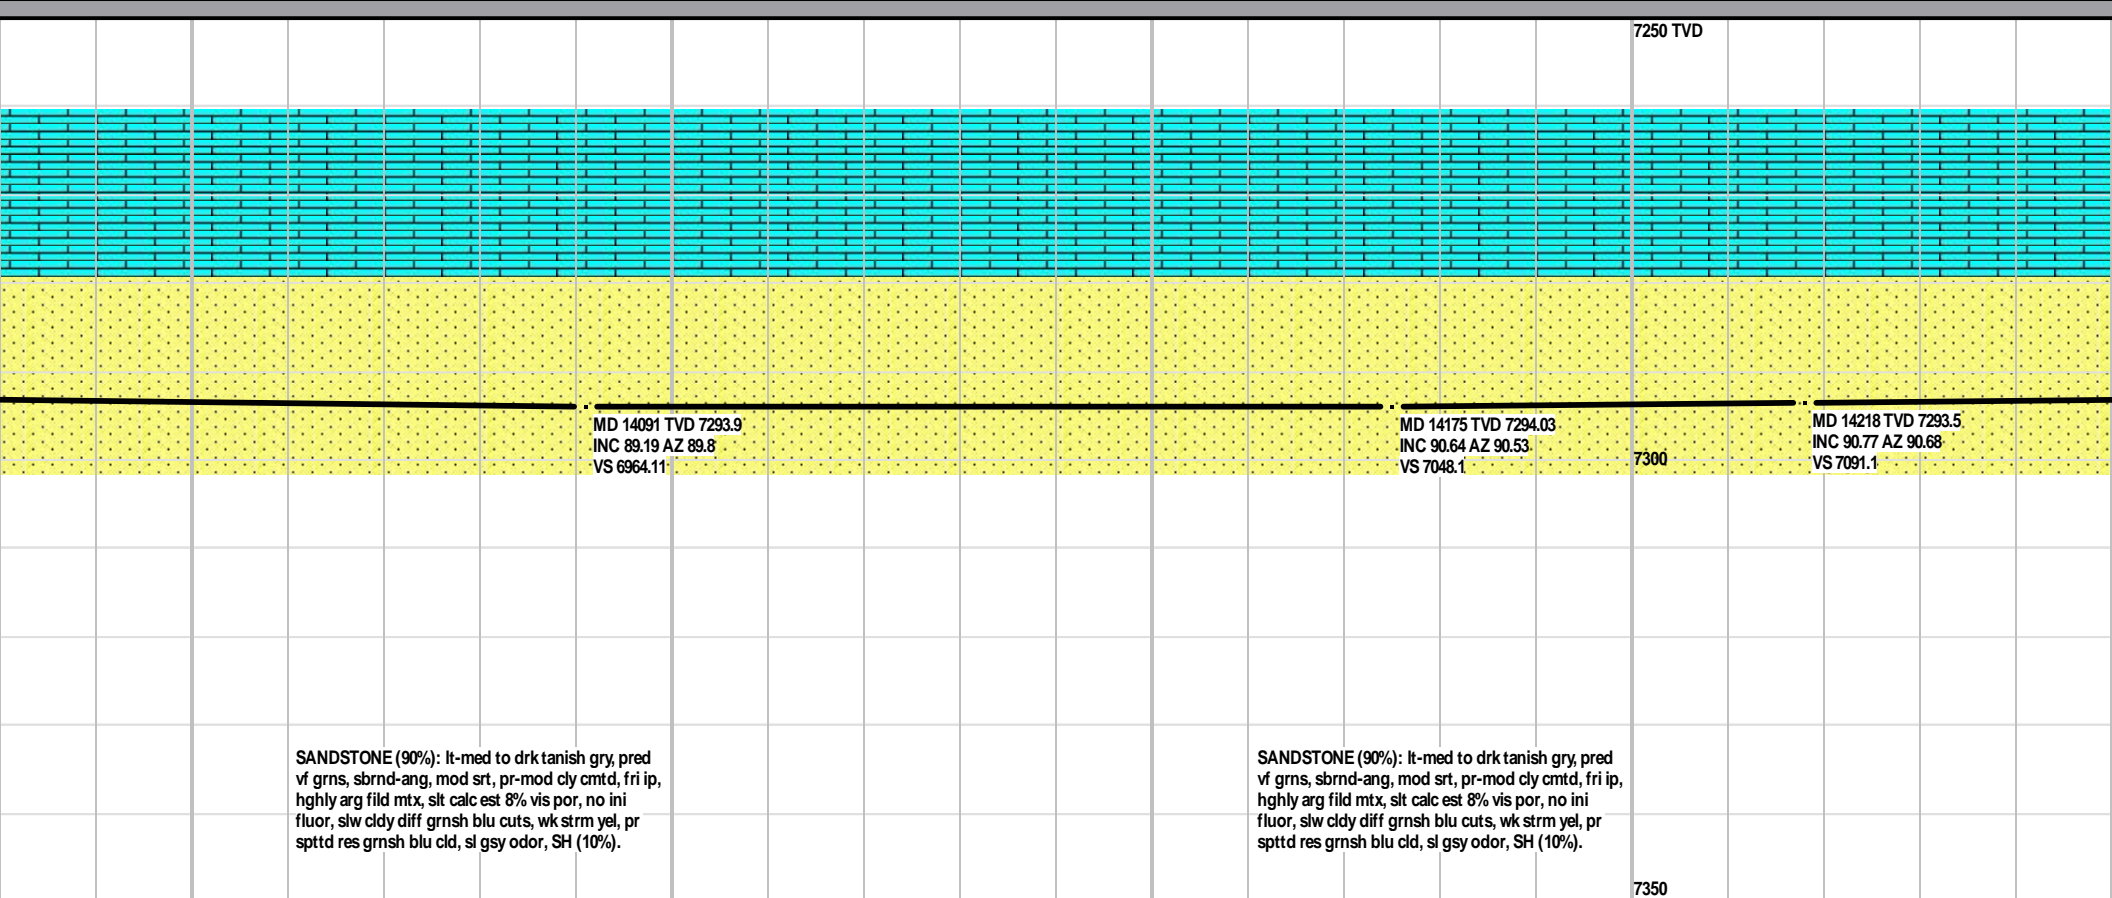 7250 TVD
MD 14091 TVD 7293.9
INC 89.19 AZ 89.8
VS 6964.11
MD 14175 TVD 7294.03
INC 90.64 AZ 90.53
VS 7048.1
7300
MD 14218 TVD 7293.5
INC 90.77 AZ 90.68
VS 7091.1
SANDSTONE (90%): lt-med to drk tanish gry, pred
vf grns, sbrnd-ang, mod srt, pr-mod cly cmtd, fri ip,
hghly arg fild mtx, slt calc est 8% vis por, no ini
fluor, slw cldy diff grnsh blu cuts, wk strm yel, pr
spttd res grnsh blu cld, sl gsy odor, SH (10%).
SANDSTONE (90%): lt-med to drk tanish gry, pred
vf grns, sbrnd-ang, mod srt, pr-mod cly cmtd, fri ip,
hghly arg fild mtx, slt calc est 8% vis por, no ini
fluor, slw cldy diff grnsh blu cuts, wk strm yel, pr
spttd res grnsh blu cld, sl gsy odor, SH (10%).
7350